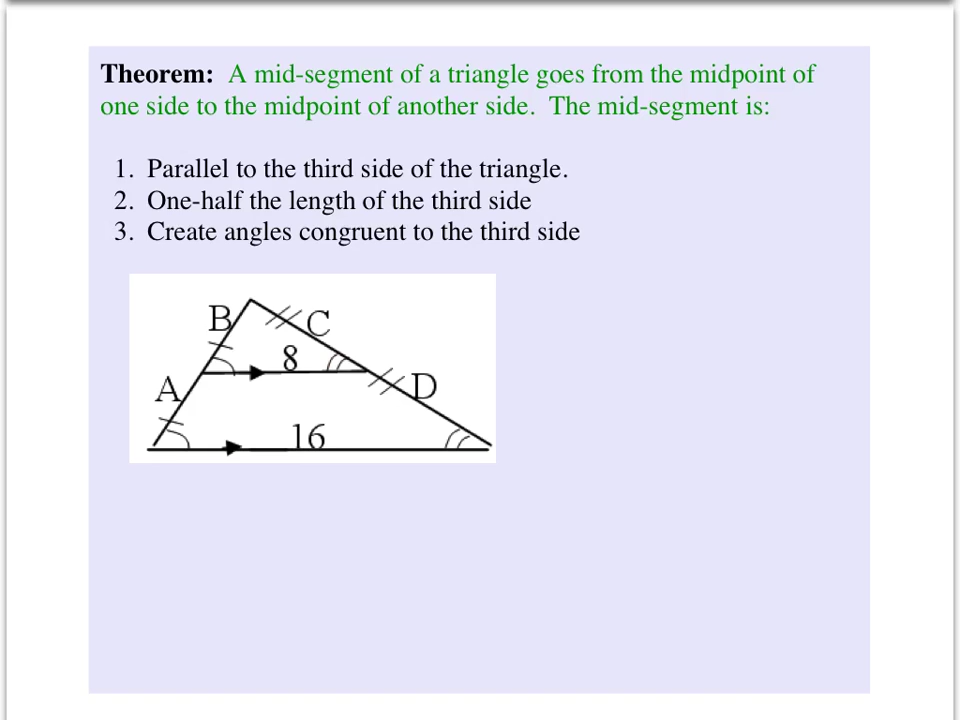 Theorem: A mid-segment of a triangle goes from the midpoint of
one side to the midpoint of another side. The mid-segment is:
1. Parallel to the third side of the triangle.
2. One-half the length of the third side
3. Create angles congruent to the third side
B
C
8
A
D
16